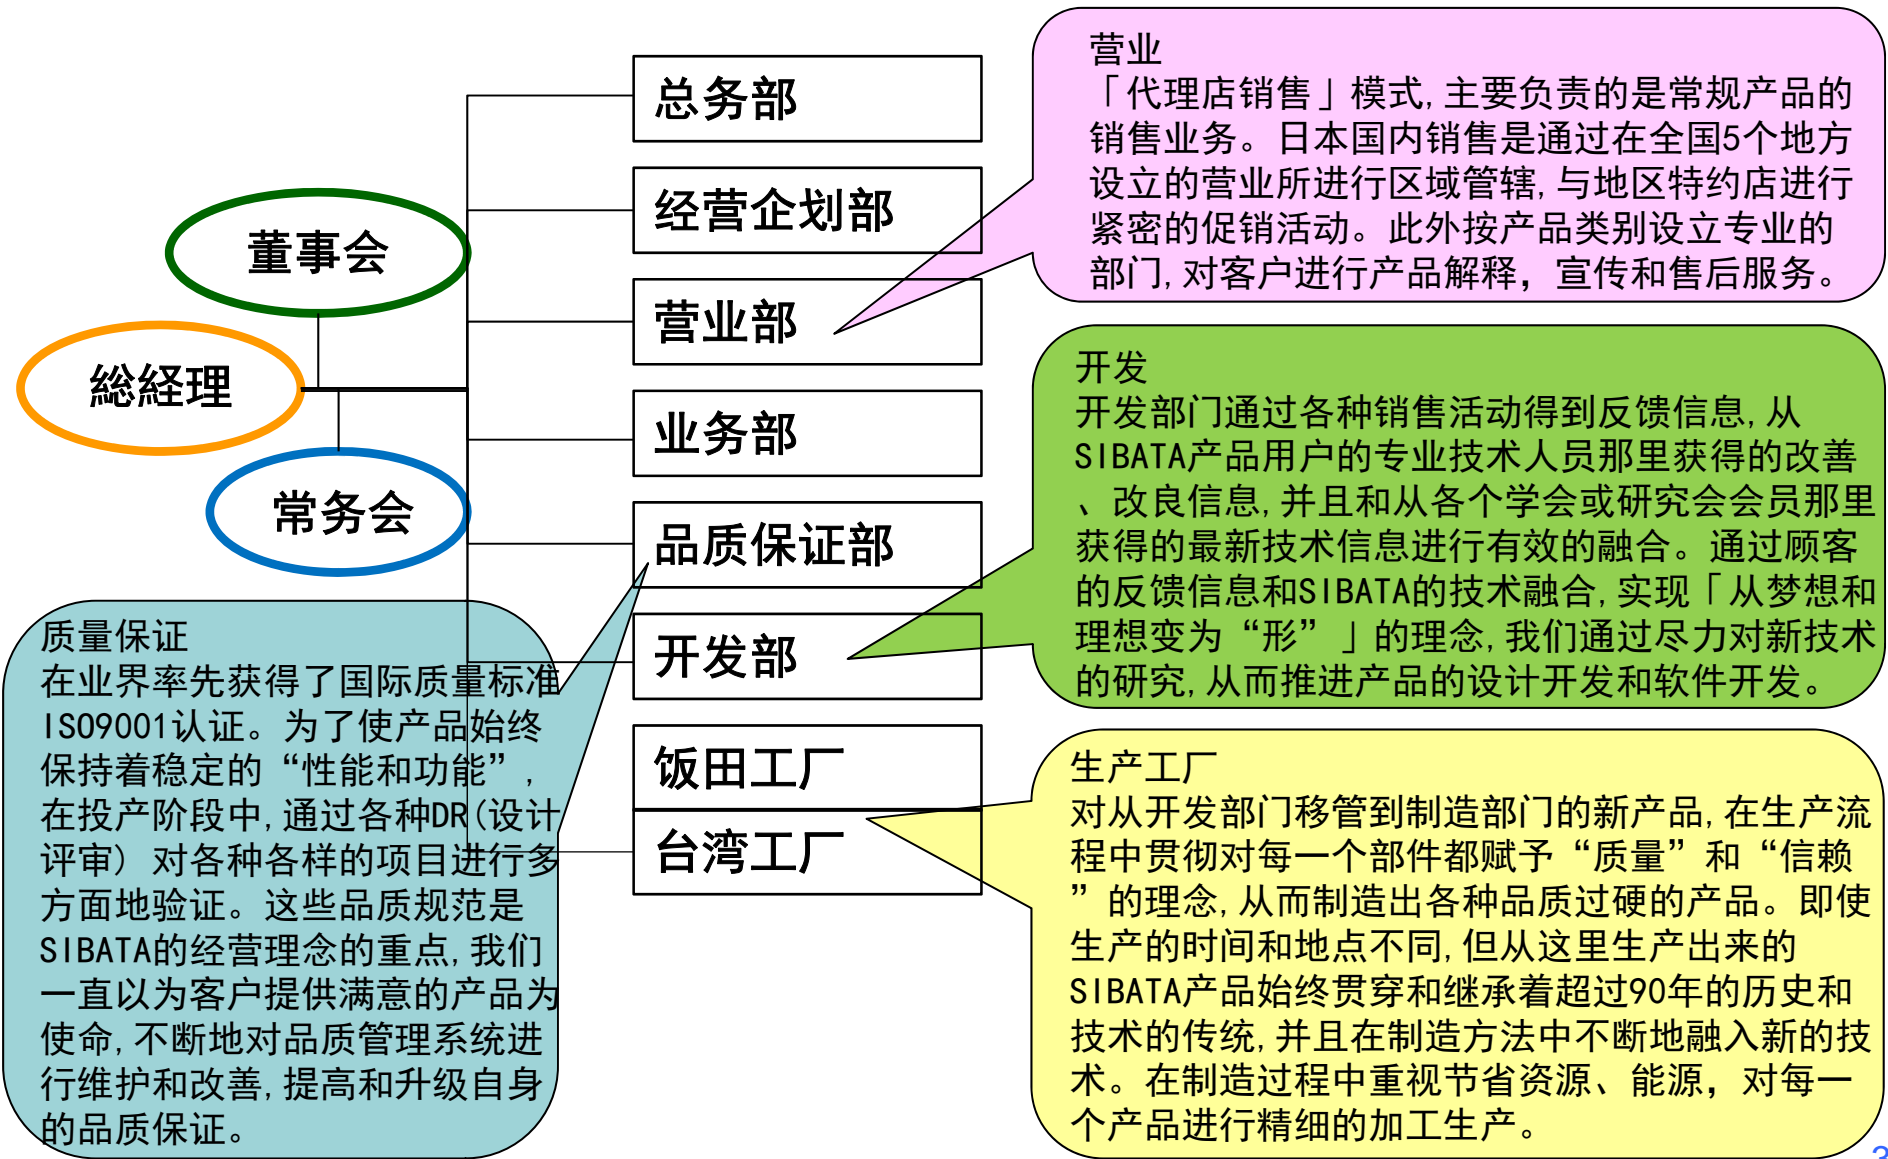 董事会
総経理
常务会
总务部
经营企划部
营业部
业务部
品质保证部
开发部
饭田工厂
台湾工厂
营业
「代理店销售」模式,主要负责的是常规产品的
销售业务。日本国内销售是通过在全国5个地方
设立的营业所进行区域管辖,与地区特约店进行
紧密的促销活动。此外按产品类别设立专业的
部门,对客户进行产品解释，宣传和售后服务。
开发
开发部门通过各种销售活动得到反馈信息,从
SIBATA产品用户的专业技术人员那里获得的改善
、改良信息,并且和从各个学会或研究会会员那里
获得的最新技术信息进行有效的融合。通过顾客
的反馈信息和SIBATA的技术融合,实现「从梦想和
理想变为“形”」的理念,我们通过尽力对新技术
的研究,从而推进产品的设计开发和软件开发。
质量保证
在业界率先获得了国际质量标准
ISO9001认证。为了使产品始终
保持着稳定的“性能和功能”,
在投产阶段中,通过各种DR(设计
评审) 对各种各样的项目进行多
方面地验证。这些品质规范是
SIBATA的经营理念的重点,我们
一直以为客户提供满意的产品为
使命,不断地对品质管理系统进
行维护和改善,提高和升级自身
的品质保证。
生产工厂
对从开发部门移管到制造部门的新产品,在生产流
程中贯彻对每一个部件都赋予“质量”和“信赖
”的理念,从而制造出各种品质过硬的产品。即使
生产的时间和地点不同,但从这里生产出来的
SIBATA产品始终贯穿和继承着超过90年的历史和
技术的传统,并且在制造方法中不断地融入新的技
术。在制造过程中重视节省资源、能源，对每一
个产品进行精细的加工生产。
3